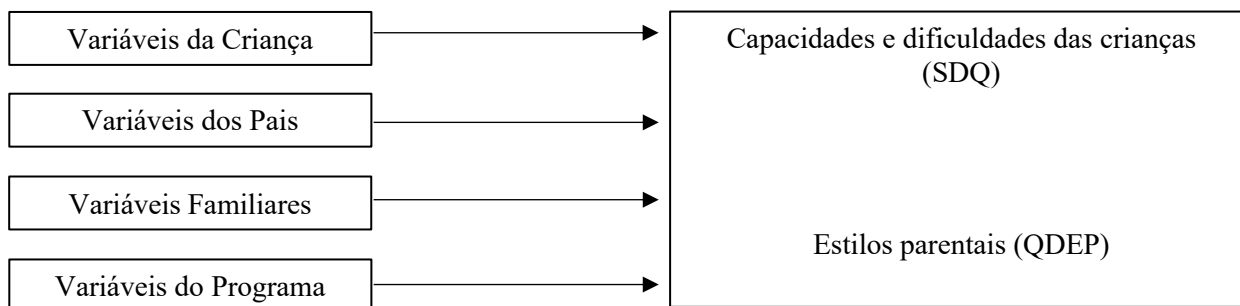 Variáveis da Criança
Variáveis dos Pais
Variáveis Familiares
Variáveis do Programa
Capacidades e dificuldades das crianças
(SDQ)
Estilos parentais (QDEP)